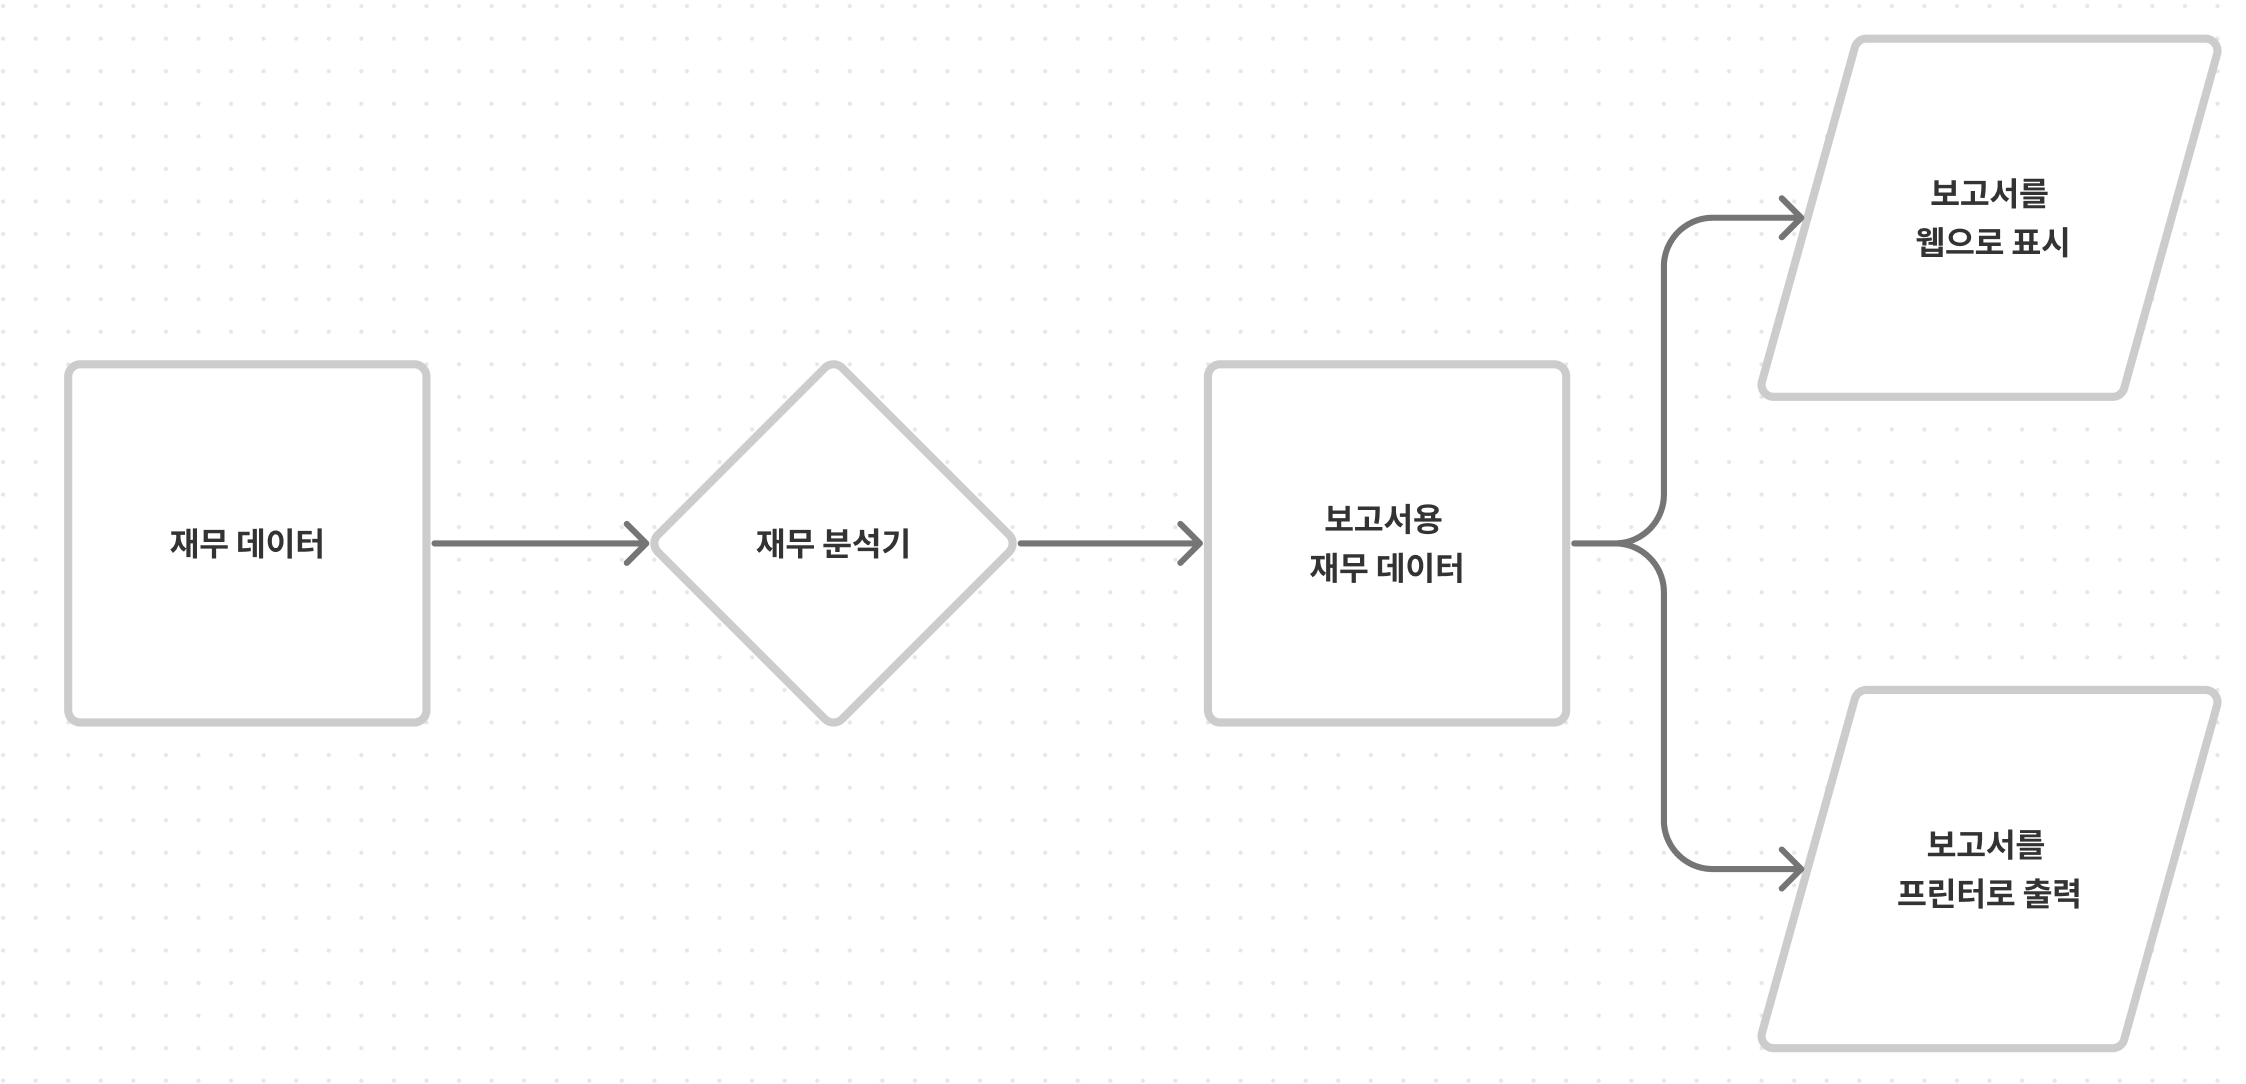 재무 데이터
재무 분석기
보고서용
재무 데이터
보고서를
웹으로 표시
보고서를
프린터로 출력